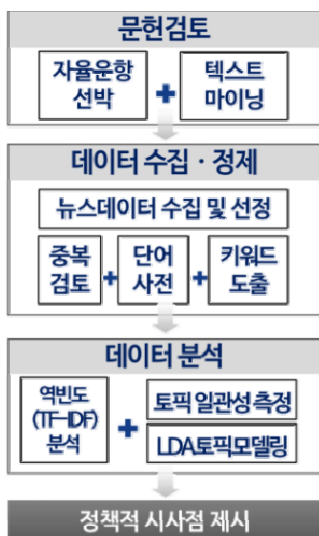 문헌검토
자율운항 텍스트
선박 + 마이닝
데이터 수집 · 정제
뉴스데이터 수집 및 선정
중복 단어 키워드
검토 + 사전 + 도출
데이터 분석
역빈도 토픽 일관성 측정
(TF-IDF) +
분석 LDA토픽모델링
정책적 시사점 제시